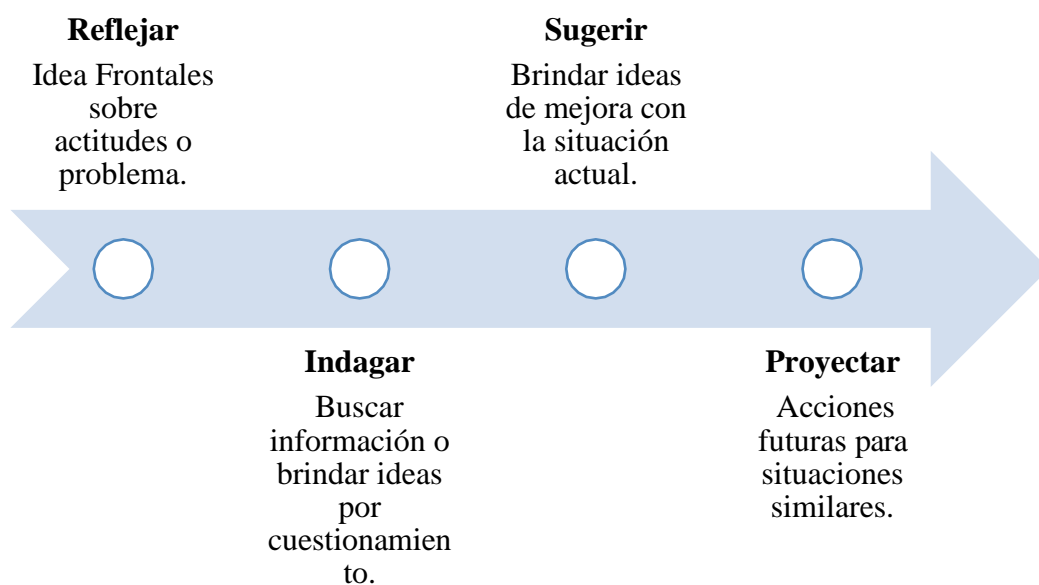 Reflejar
Idea Frontales
sobre
actitudes o
problema.
Indagar
Buscar
información o
brindar ideas
por
cuestionamien
to.
Sugerir
Brindar ideas
de mejora con
la situación
actual.
Proyectar
Acciones
futuras para
situaciones
similares.